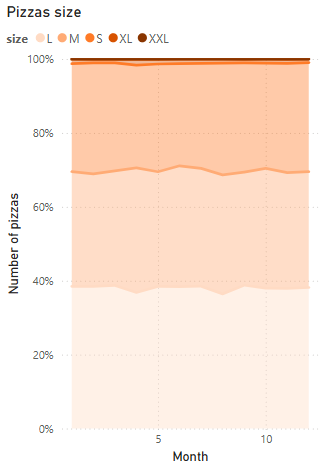 Pizzas size
size L M S XL XXL
100%
80%
60%
40%
20%
0%
Number of pizzas
5 10
Month